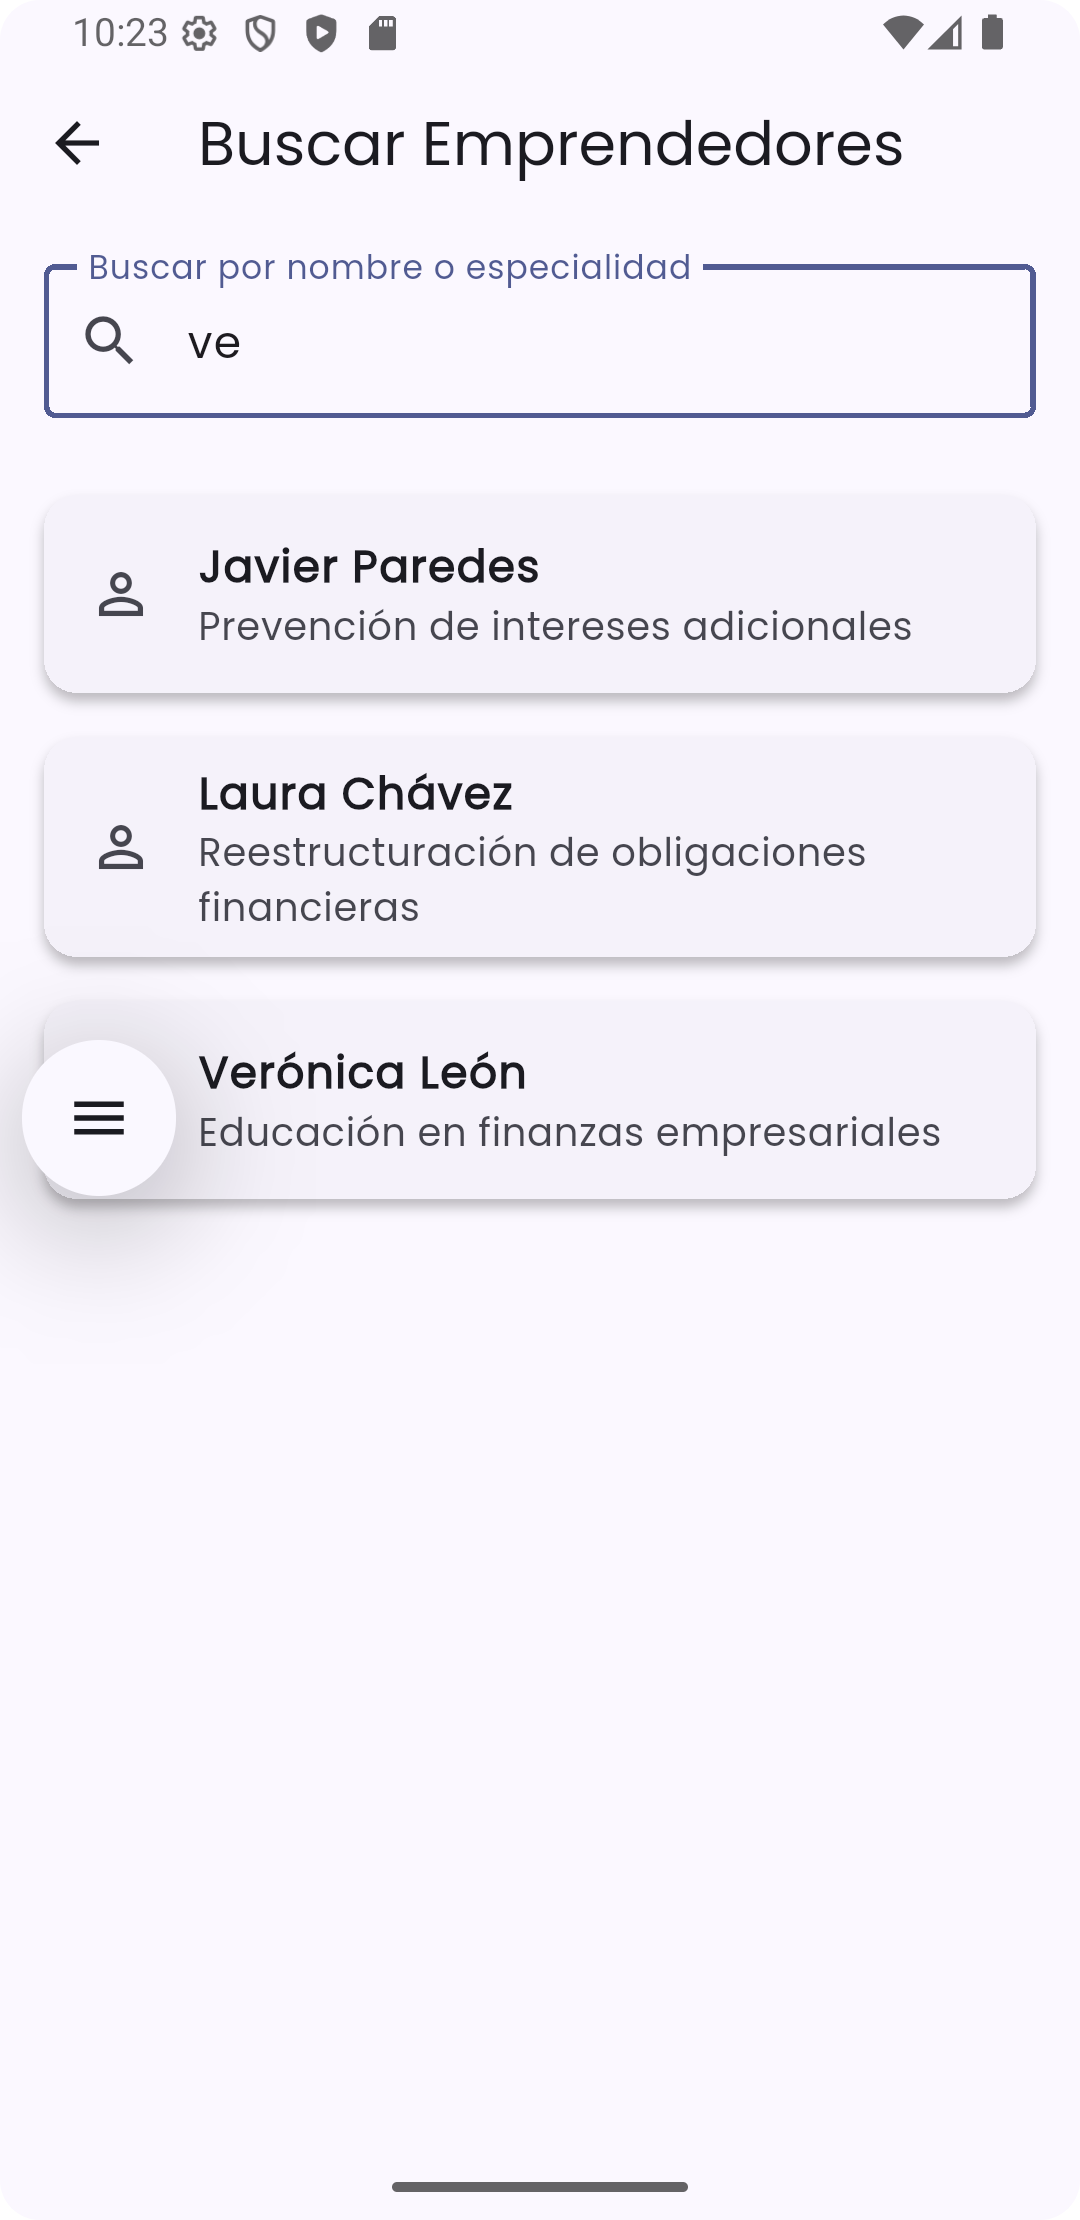 10:23
Buscar Emprendedores
Buscar por nombre o especialidad
ve
Javier Paredes
Prevención de intereses adicionales
Laura Chávez
Reestructuración de obligaciones
financieras
Verónica León
Educación en finanzas empresariales